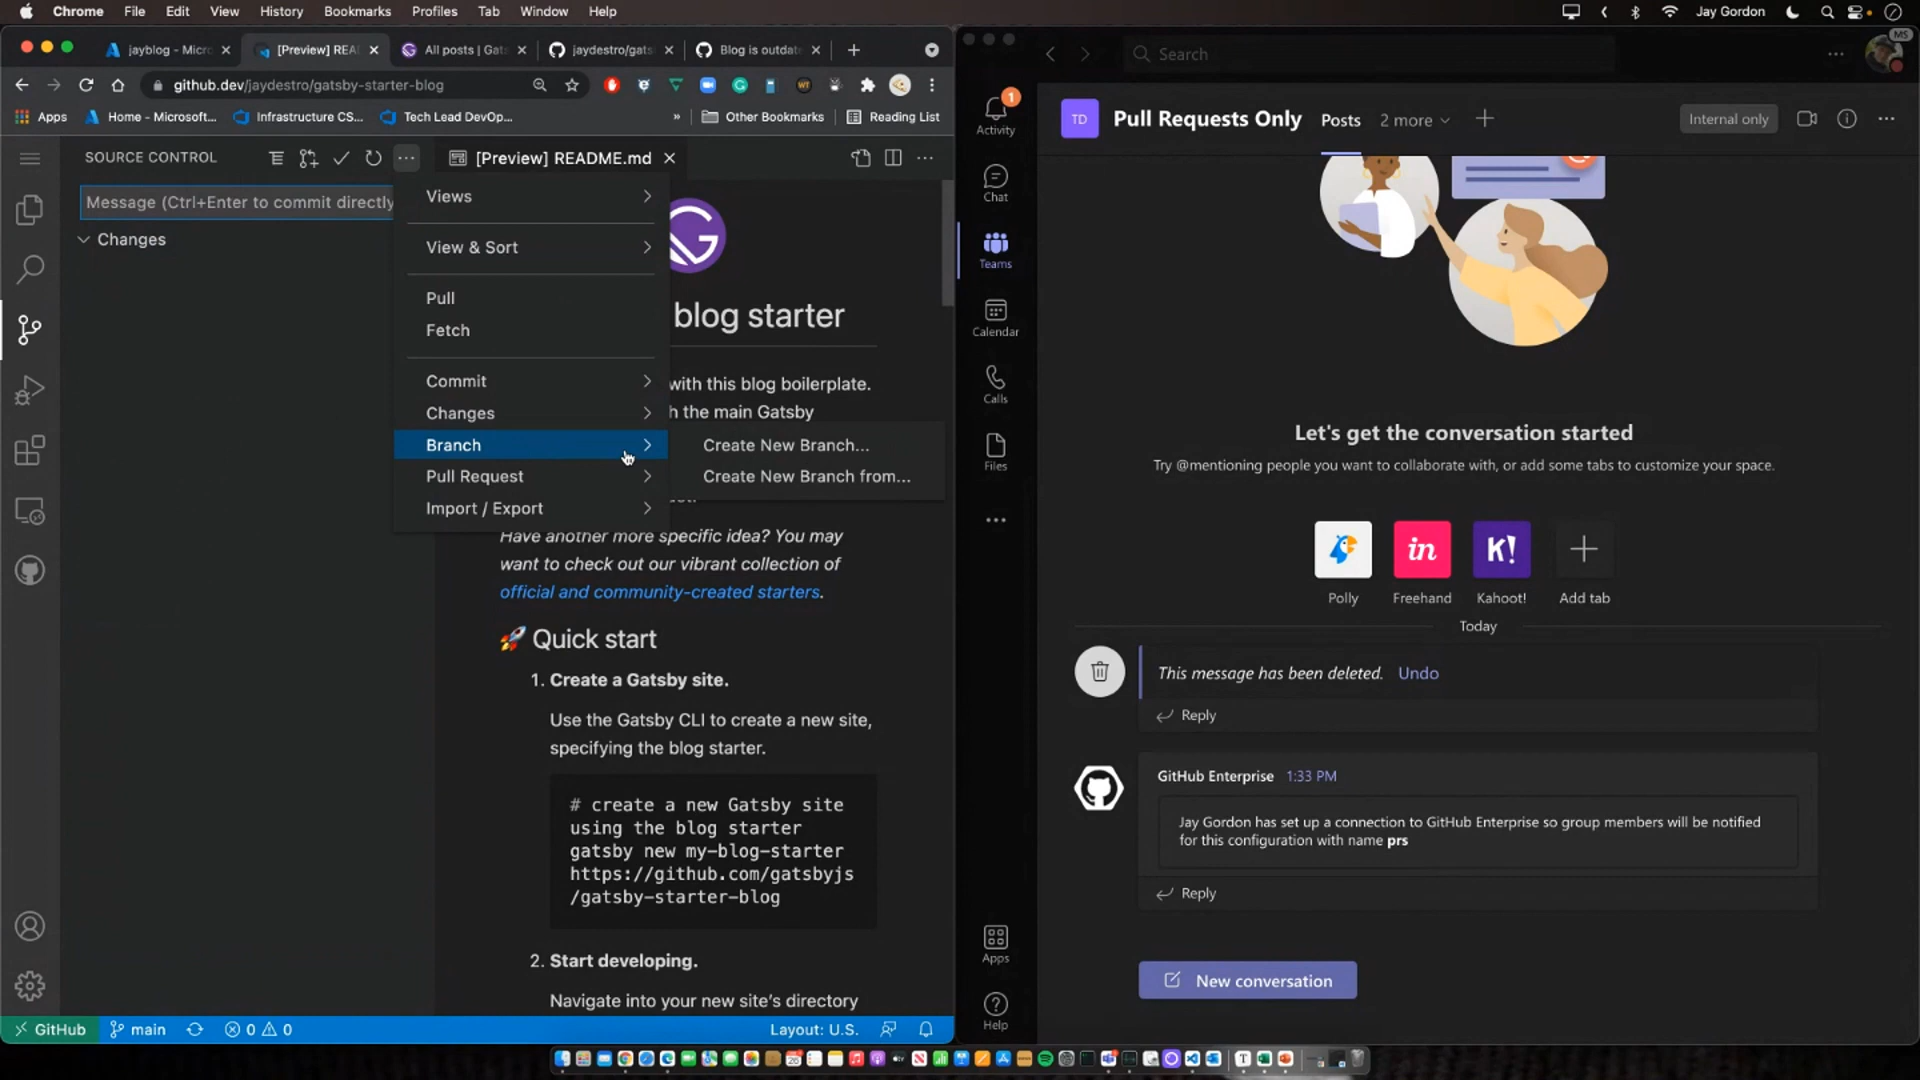 Chrome File Edit View History Bookmarks Profiles Tab Window Help
Jay Gordon
jayblog - Micro
[Preview] REA
All posts | Gats
jaydestro/gats
Blog is outdat
github.dev/jaydestro/gatsby-starter-blog
Apps
Home - Microsoft...
Infrastructure CS...
Tech Lead DevOp...
»
Other Bookmarks
Reading List
SOURCE CONTROL
[Preview] README.md
Message (Ctrl+Enter to commit directly
Changes
Views
View & Sort
Pull
Fetch
Commit
Changes
Branch
Pull Request
Import / Export
Create New Branch...
Create New Branch from...
blog starter
with this blog boilerplate.
h the main Gatsby
Have another more specific idea? You may
want to check out our vibrant collection of
official and community-created starters.
🚀 Quick start
1. Create a Gatsby site.
Use the Gatsby CLI to create a new site,
specifying the blog starter.
# create a new Gatsby site
using the blog starter
gatsby new my-blog-starter
https://github.com/gatsbyjs
/gatsby-starter-blog
2. Start developing.
Navigate into your new site's directory
GitHub
main
0
0
Layout: U.S.
Search
MS
1
Activity
Chat
Teams
Calendar
Calls
Files
Apps
Help
TD
Pull Requests Only
Posts
2 more
Internal only
Let's get the conversation started
Try @mentioning people you want to collaborate with, or add some tabs to customize your space.
in
K!
Polly
Freehand
Kahoot!
Add tab
Today
This message has been deleted. Undo
Reply
GitHub Enterprise 1:33 PM
Jay Gordon has set up a connection to GitHub Enterprise so group members will be notified
for this configuration with name prs
Reply
New conversation